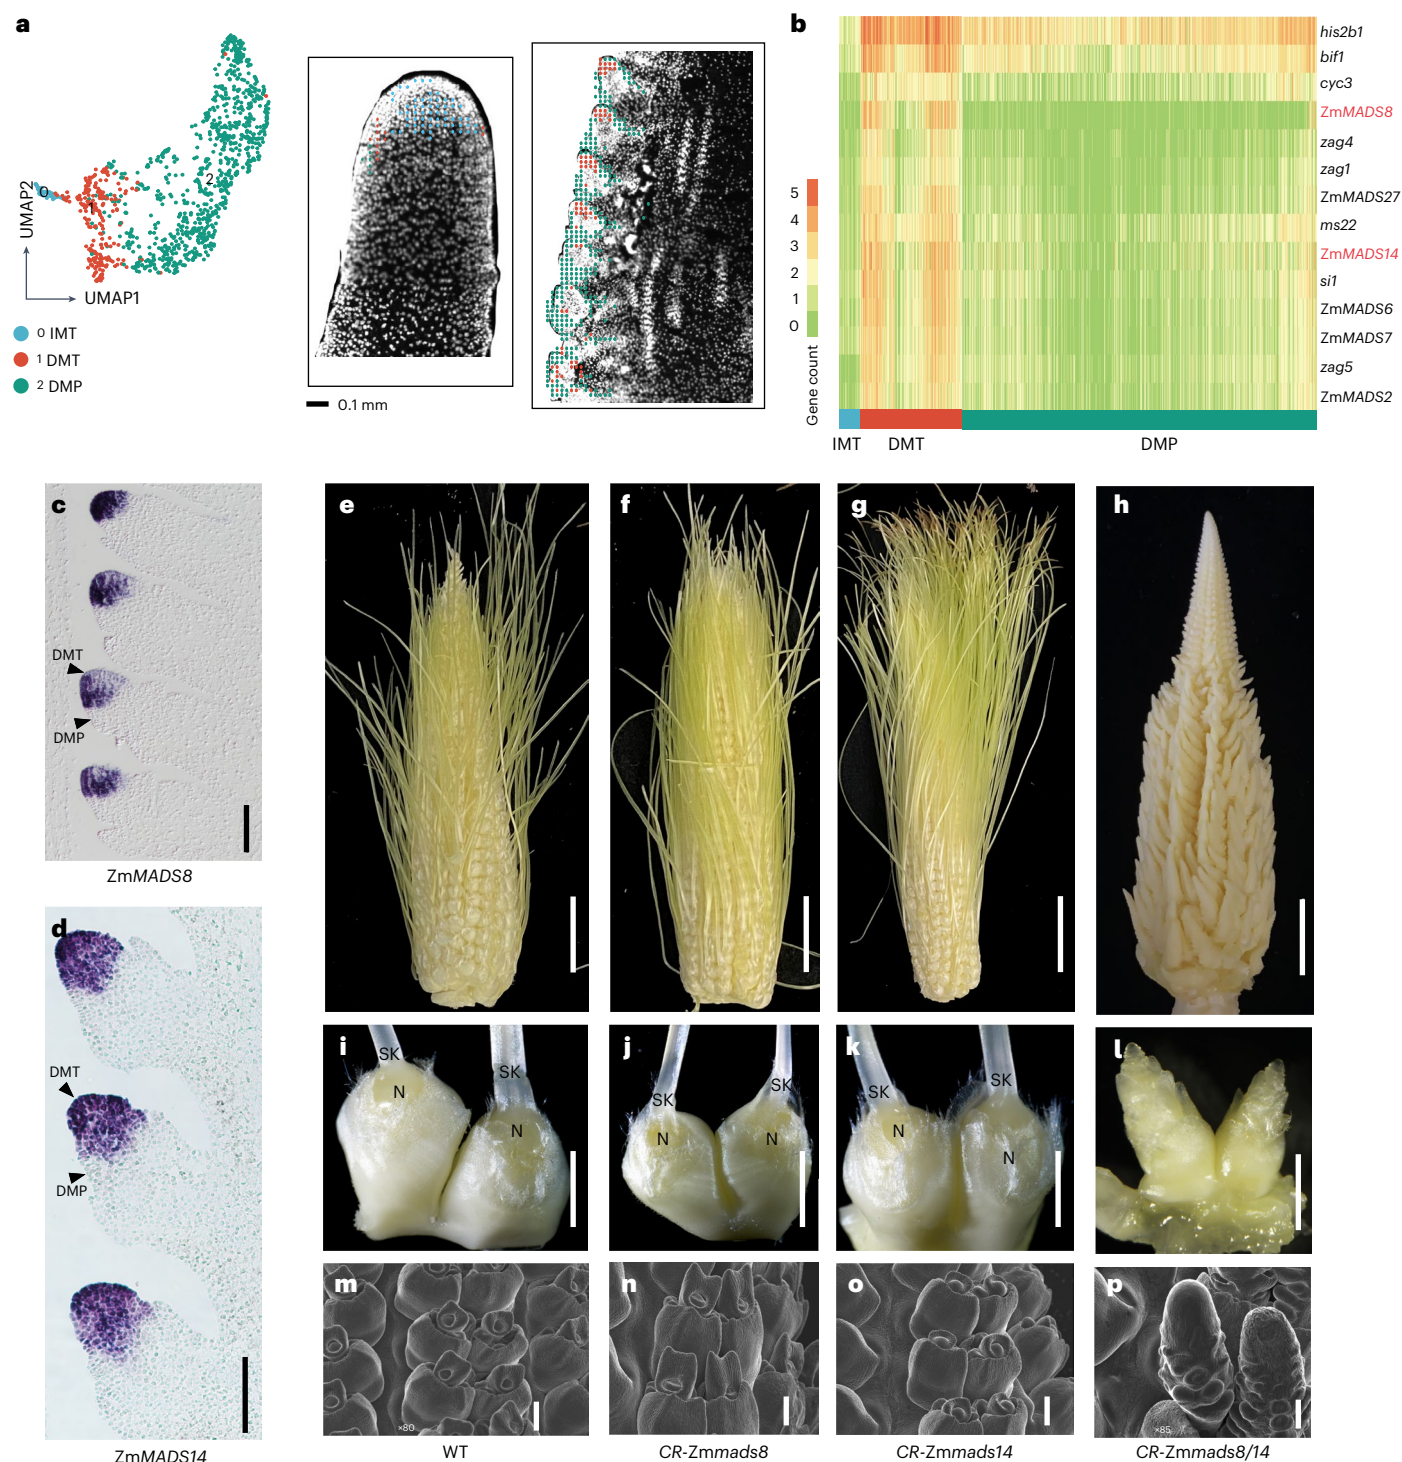 a
UMAP2
UMAP1
0
1
2
0 IMT
1 DMT
2 DMP
0.1 mm
b
5
4
3
2
1
0
Gene count
his2b1
bif1
cyc3
ZmMADS8
zag4
zag1
ZmMADS27
ms22
ZmMADS14
si1
ZmMADS6
ZmMADS7
zag5
ZmMADS2
IMT DMT DMP
c
DMT
DMP
ZmMADS8
d
DMT
DMP
ZmMADS14
e
f
g
h
i
SK
SK
N
N
j
SK
SK
N
N
k
SK
SK
N
N
l
m
×80
WT
n
CR-Zmmads8
o
CR-Zmmads14
p
×85
CR-Zmmads8/14